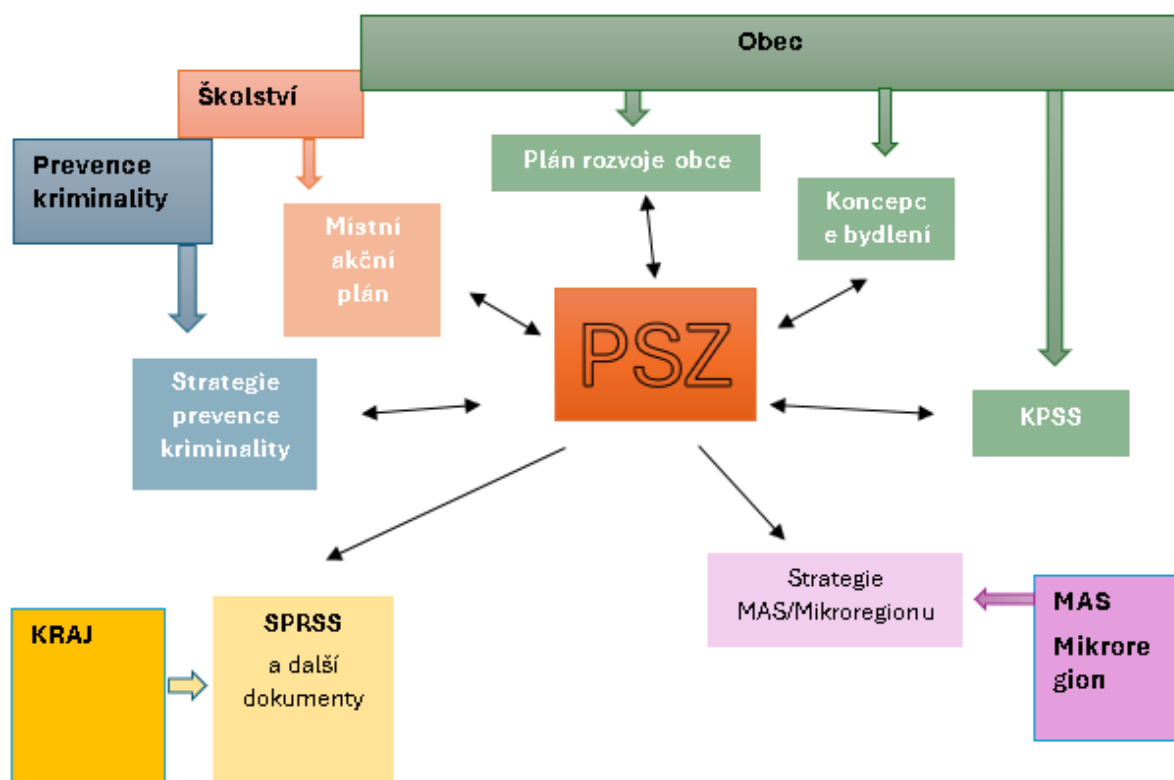 Obec
Školství
Prevence
kriminality
Plán rozvoje obce
Koncepc
e bydlení
Místní
akční
plán
PSZ
Strategie
prevence
kriminality
KPSS
Strategie
MAS/Mikroregionu
MAS
Mikrore
gion
KRAJ
SPRSS
a další
dokumenty